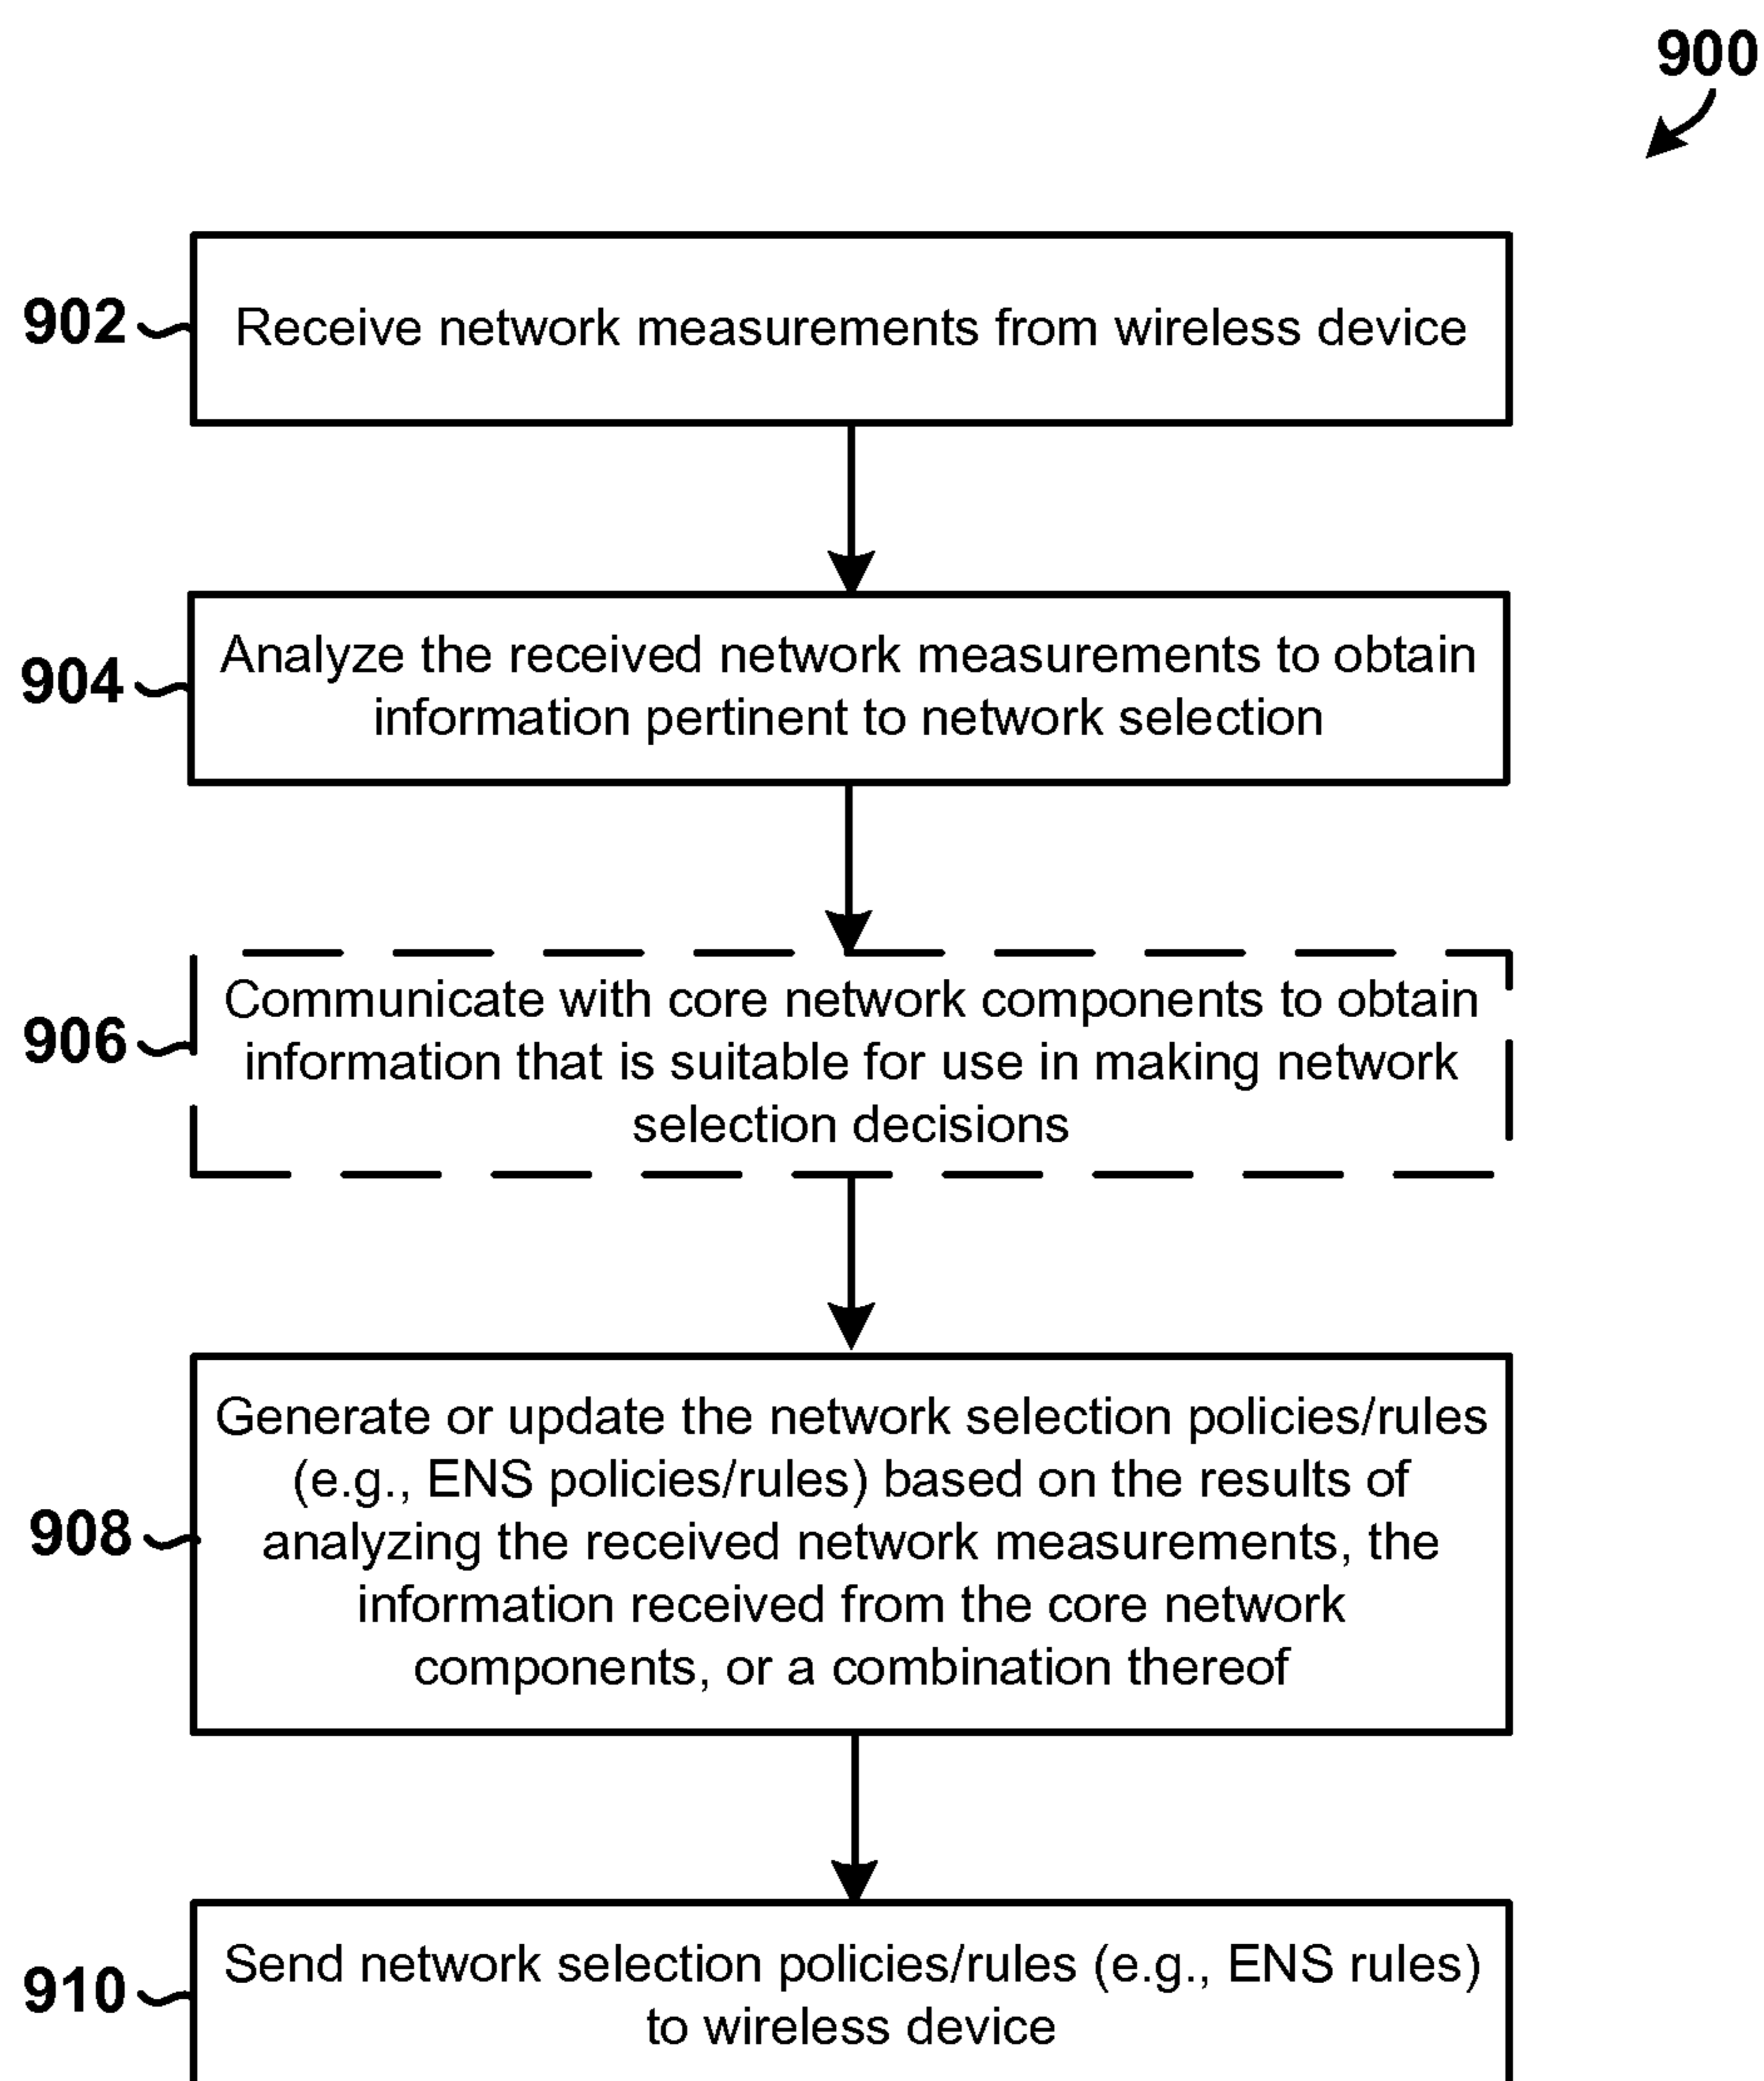 900
902
Receive network measurements from wireless device
904
Analyze the received network measurements to obtain
information pertinent to network selection
906
Communicate with core network components to obtain
information that is suitable for use in making network
selection decisions
908
Generate or update the network selection policies/rules
(e.g., ENS policies/rules) based on the results of
analyzing the received network measurements, the
information received from the core network
components, or a combination thereof
910
Send network selection policies/rules (e.g., ENS rules)
to wireless device